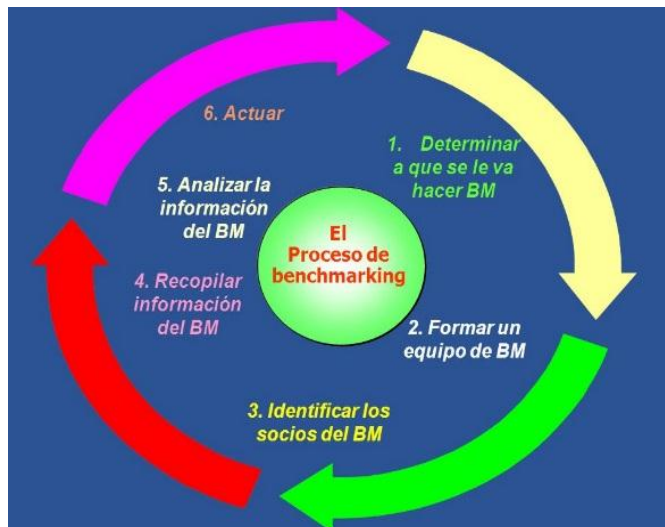 El
Proceso de
benchmarking
1. Determinar
a que se le va
hacer BM
2. Formar un
equipo de BM
3. Identificar los
socios del BM
4. Recopilar
información
del BM
5. Analizar la
información
del BM
6. Actuar